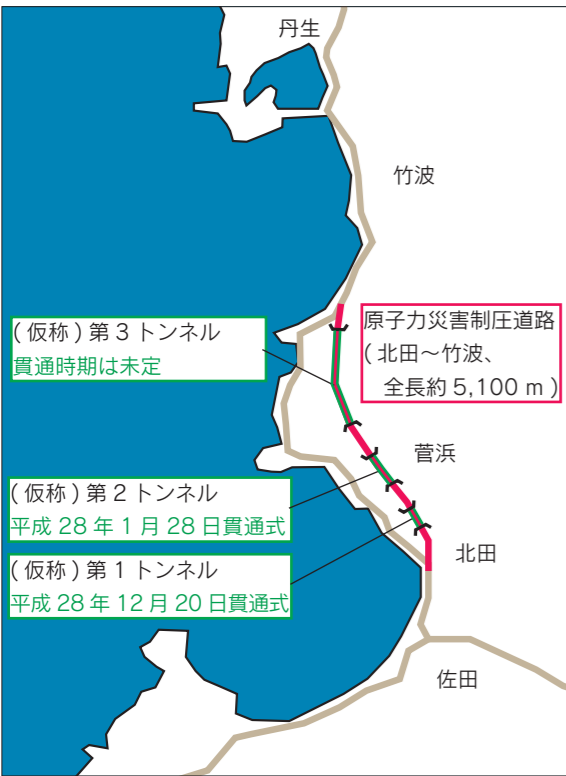 丹生
竹波
原子力災害制圧道路
(北田～竹波、
全長約 5,100 m)
(仮称) 第 3 トンネル
貫通時期は未定
菅浜
(仮称) 第 2 トンネル
平成 28 年 1 月 28 日貫通式
北田
(仮称) 第 1 トンネル
平成 28 年 12 月 20 日貫通式
佐田